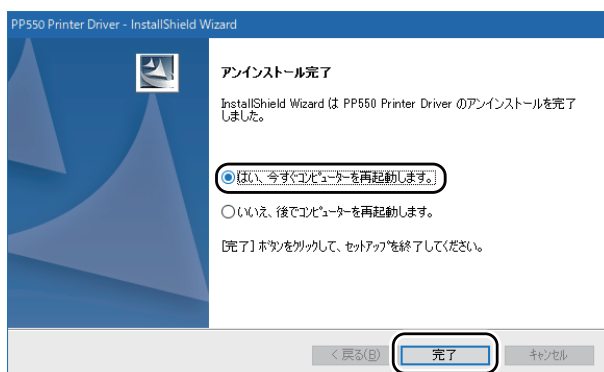 PP550 Printer Driver - InstallShield Wizard
アンインストール完了
InstallShield Wizard は PP550 Printer Driver のアンインストールを完了
しました。
はい、今すぐコンピューターを再起動します。
いいえ、後でコンピューターを再起動します。
[完了] ボタンをクリックして、セットアップを終了してください。
< 戻る(B)
完了
キャンセル